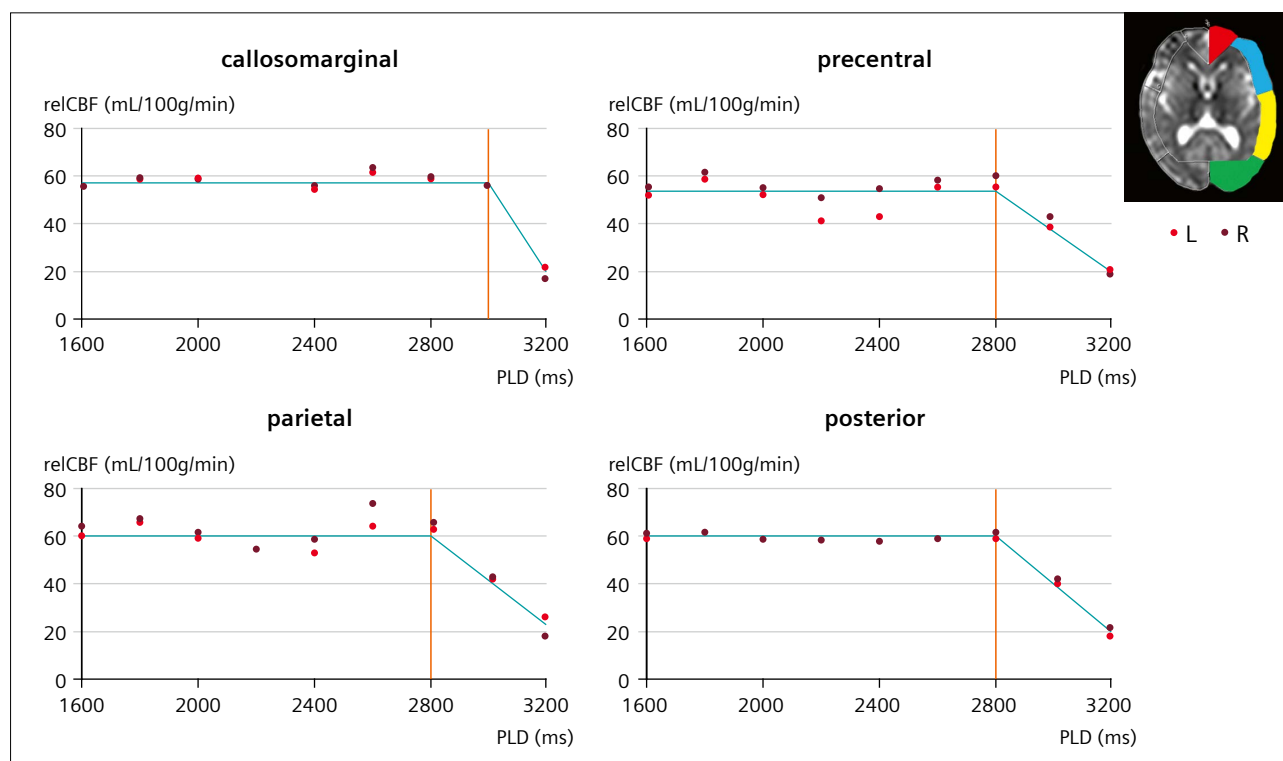 callosomarginal
relCBF (mL/100g/min)
80
60
40
20
0
1600 2000 2400 2800 3200
PLD (ms)
precentral
relCBF (mL/100g/min)
80
60
40
20
0
1600 2000 2400 2800 3200
PLD (ms)
L R
parietal
relCBF (mL/100g/min)
80
60
40
20
0
1600 2000 2400 2800 3200
PLD (ms)
posterior
relCBF (mL/100g/min)
80
60
40
20
0
1600 2000 2400 2800 3200
PLD (ms)